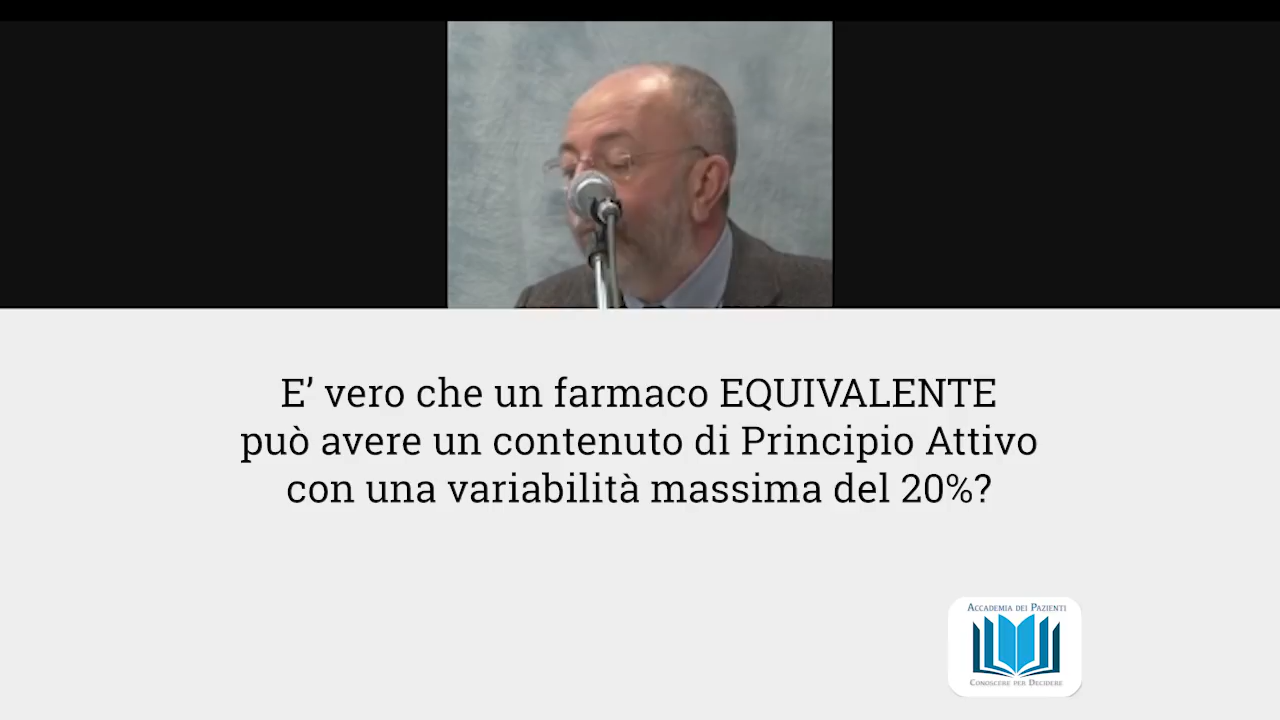 E’ vero che un farmaco EQUIVALENTE
può avere un contenuto di Principio Attivo
con una variabilità massima del 20%?
Accademia dei Pazienti
Conoscere per Decidere